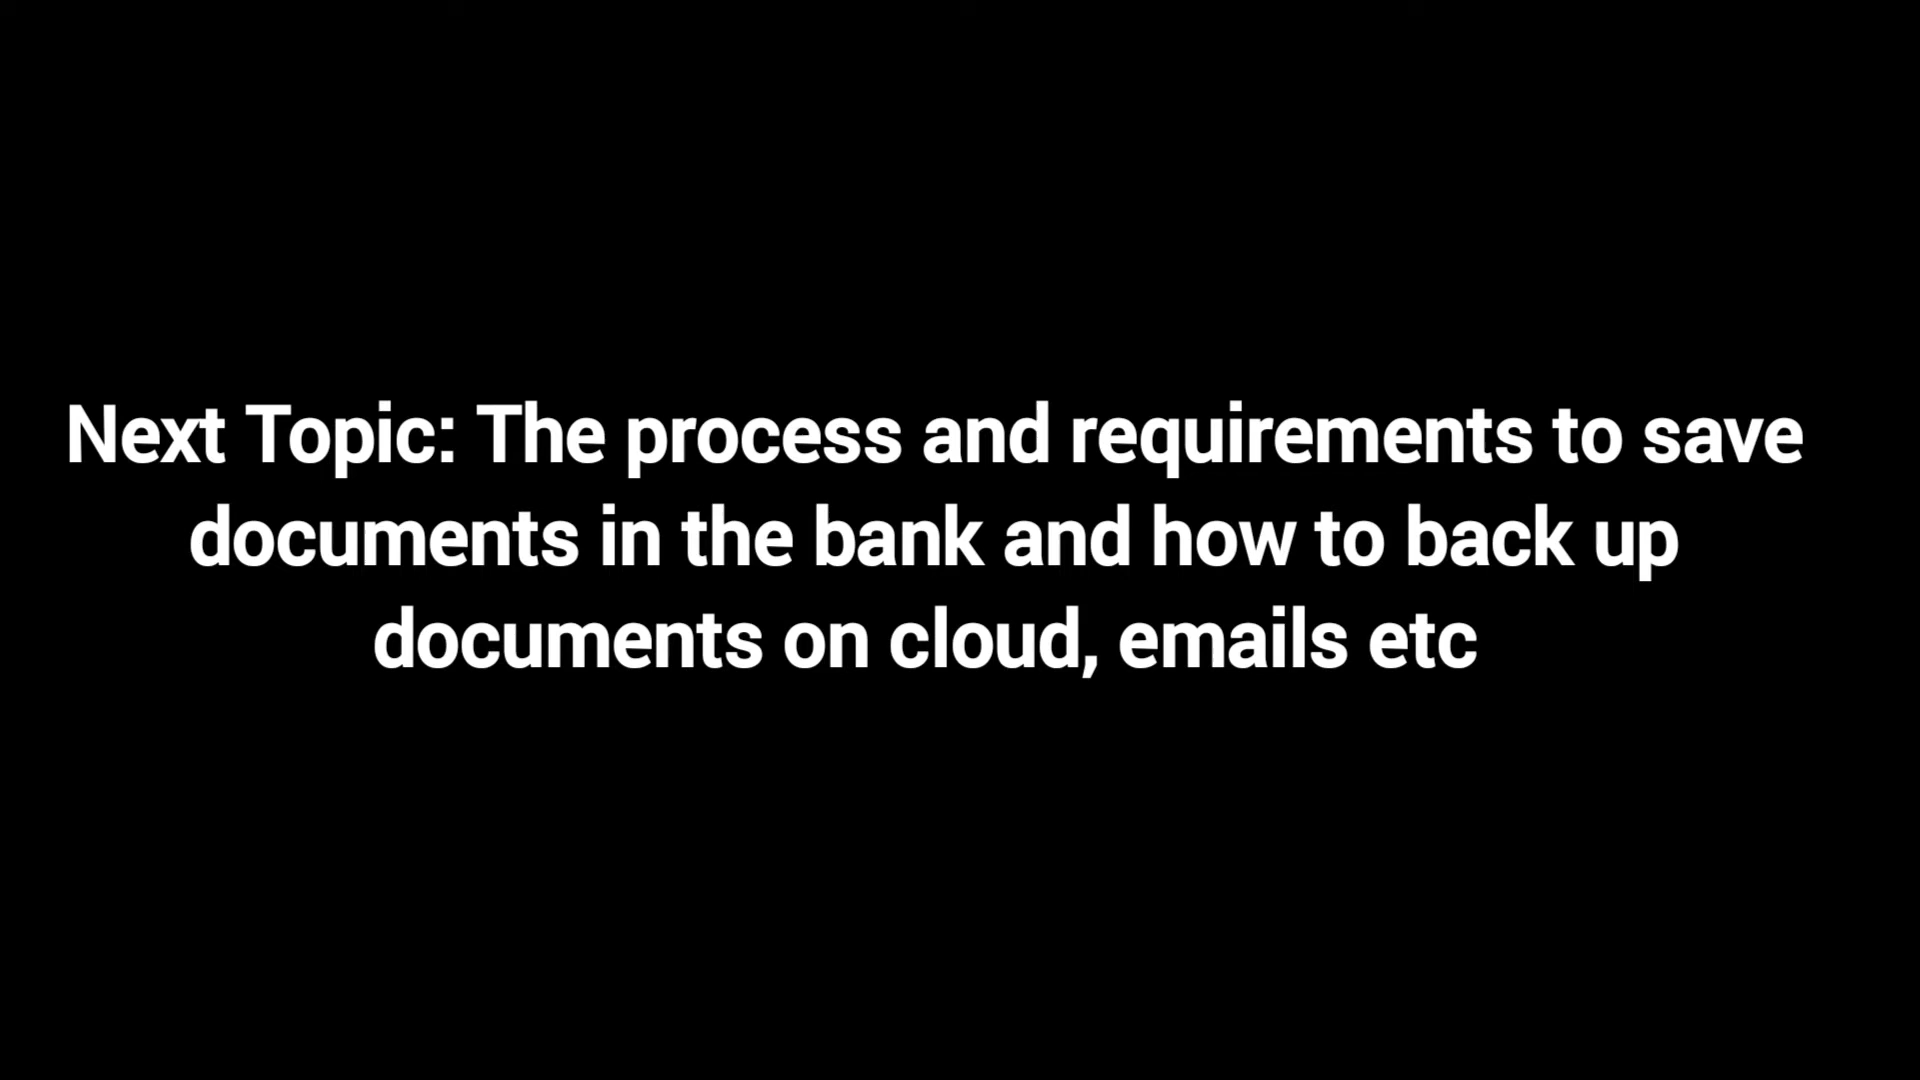 Next Topic: The process and requirements to save
documents in the bank and how to back up
documents on cloud, emails etc